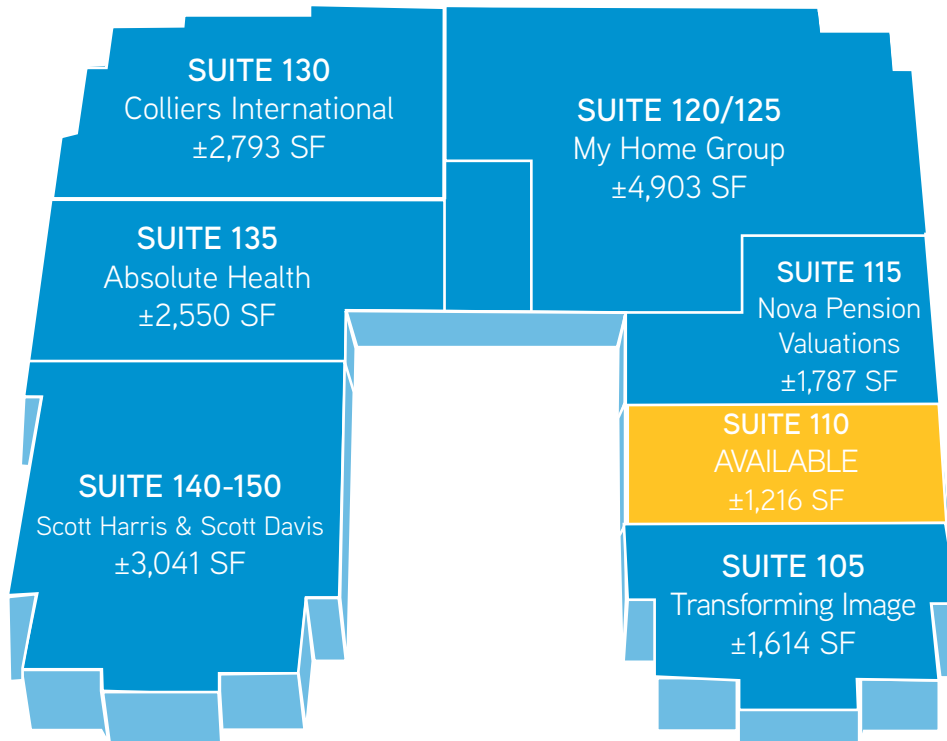 SUITE 130
Colliers International
±2,793 SF
SUITE 120/125
My Home Group
±4,903 SF
SUITE 135
Absolute Health
±2,550 SF
SUITE 115
Nova Pension
Valuations
±1,787 SF
SUITE 110
AVAILABLE
±1,216 SF
SUITE 140-150
Scott Harris & Scott Davis
±3,041 SF
SUITE 105
Transforming Image
±1,614 SF